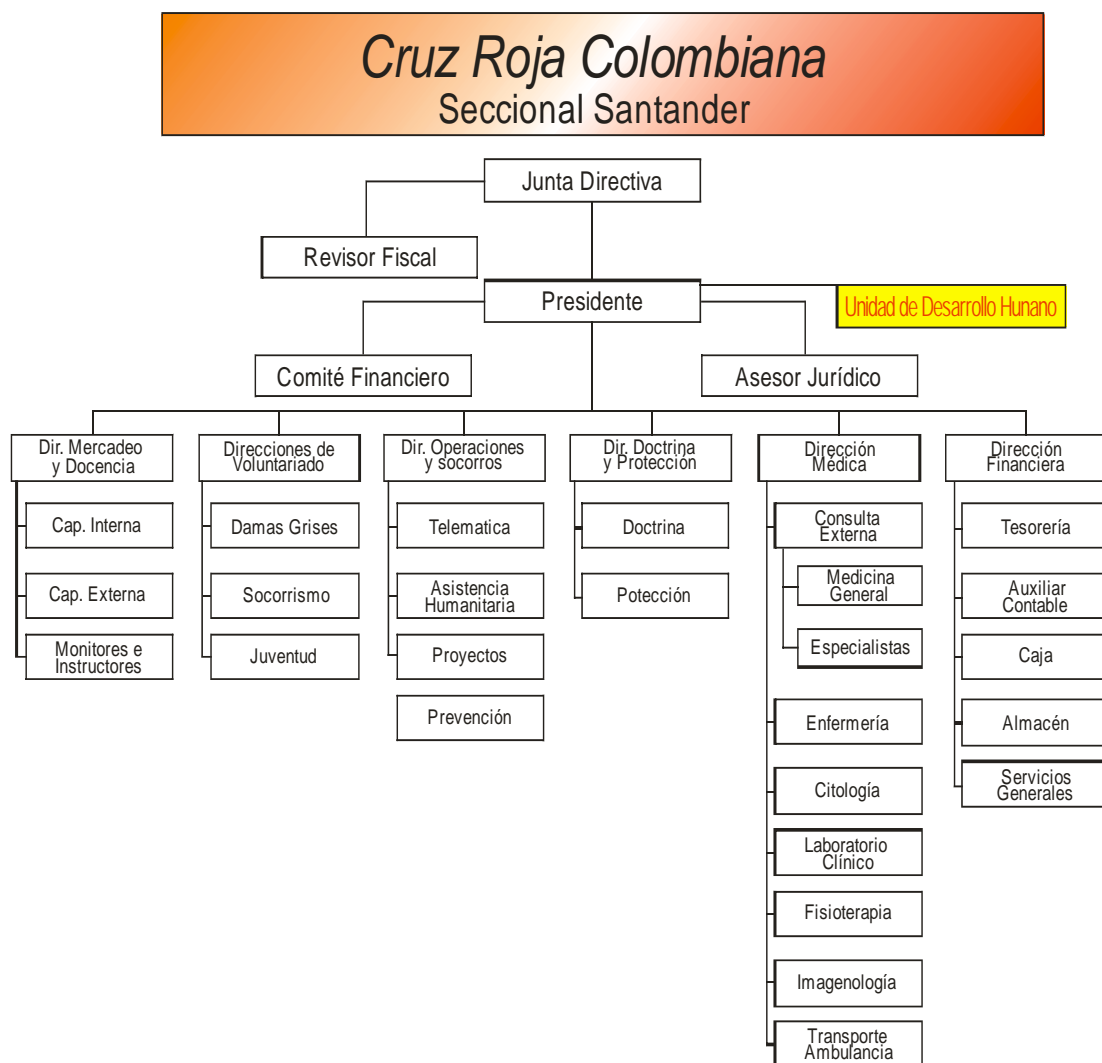 Cruz Roja Colombiana
Seccional Santander
Junta Directiva
Revisor Fiscal
Presidente
Unidad de Desarrollo Hunano
Comité Financiero
Asesor Jurídico
Dir. Mercadeo
y Docencia
Cap. Interna
Cap. Externa
Monitores e
Instructores
Direcciones de
Voluntariado
Damas Grises
Socorrismo
Juventud
Dir. Operaciones
y socorros
Telematica
Asistencia
Humanitaria
Proyectos
Prevención
Dir. Doctrina
y Protección
Doctrina
Potección
Dirección
Médica
Consulta
Externa
Medicina
General
Especialistas
Enfermería
Citología
Laboratorio
Clínico
Fisioterapia
Imagenología
Transporte
Ambulancia
Dirección
Financiera
Tesorería
Auxiliar
Contable
Caja
Almacén
Servicios
Generales